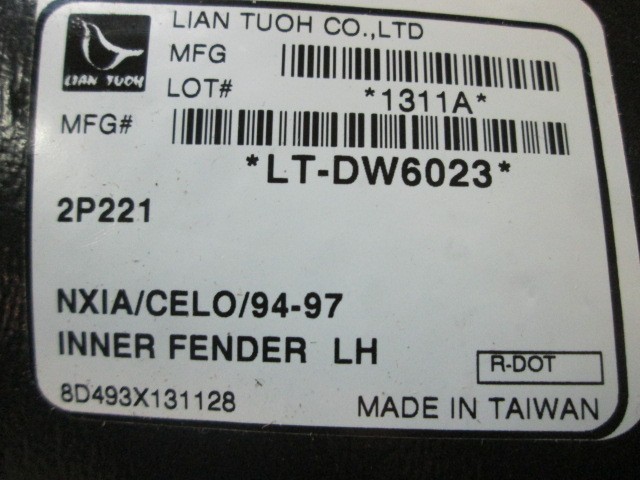 LIAN TUOH CO.,LTD
LIAN TUOH
MFG
LOT#
*1311A*
MFG#
*LT-DW6023*
2P221
NXIA/CELO/94-97
INNER FENDER LH
R-DOT
8D493X131128
MADE IN TAIWAN